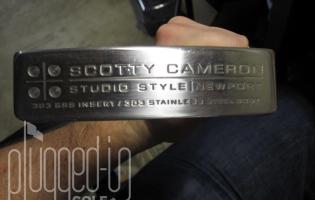 SCOTTY CAMERON
STUDIO STYLE | NEWPORT
303 GSS INSERT / 303 STAINLESS STEEL BODY
plugged-in
GOLF